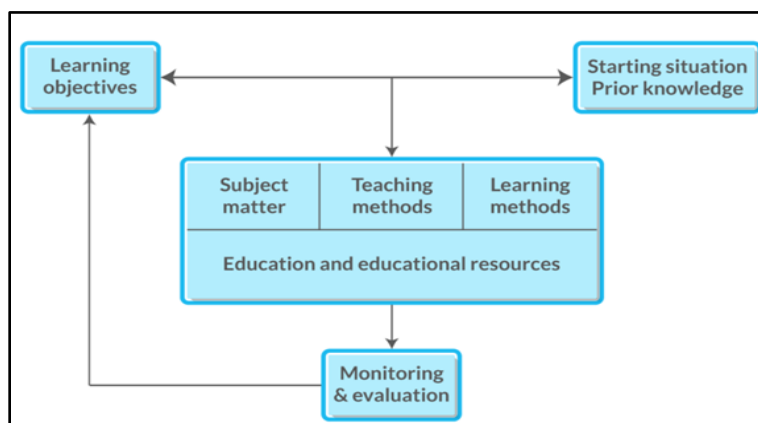 Learning
objectives
Starting situation
Prior knowledge
Subject
matter
Teaching
methods
Learning
methods
Education and educational resources
Monitoring
& evaluation